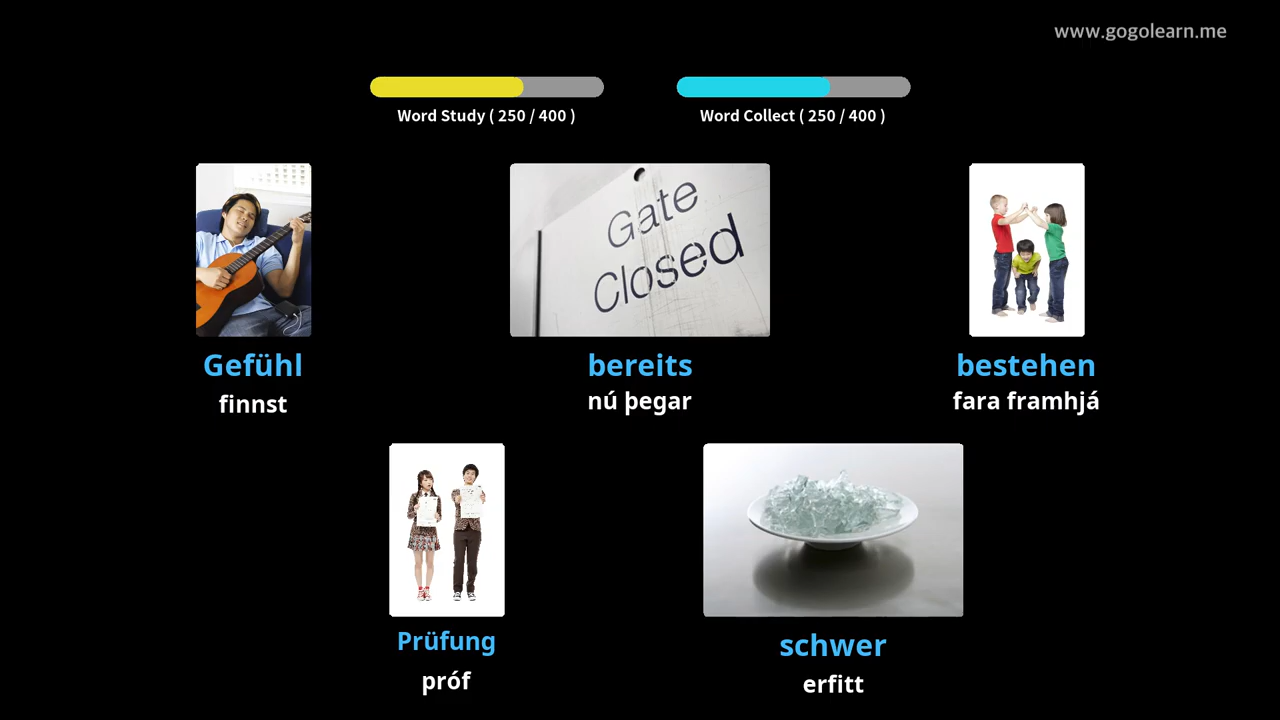 www.gogolearn.me
Word Study ( 250 / 400 )
Word Collect ( 250 / 400 )
Gate
Closed
Gefühl
finnst
bereits
nú þegar
bestehen
fara framhjá
Prüfung
próf
schwer
erfitt